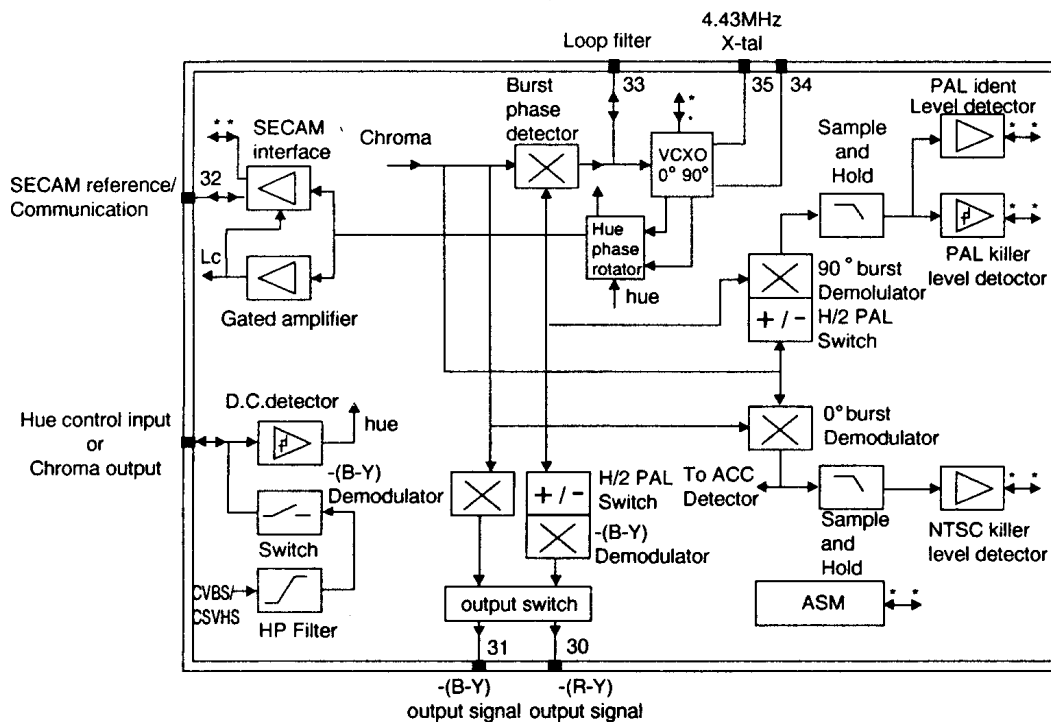 4.43MHz
X-tal
Loop filter
33
35
34
Burst
phase
detector
* *
SECAM
interface
Chroma
*
*
VCXO
0° 90°
Sample
and
Hold
PAL ident
Level detector
* *
SECAM reference/
Communication
32
Hue
phase
rotator
hue
* *
PAL killer
level detoctor
Lc
Gated amplifier
90° burst
Demolulator
+ / -
H/2 PAL
Switch
Hue control input
or
Chroma output
D.C.detector
hue
0° burst
Demodulator
-(B-Y)
Demodulator
+ / -
H/2 PAL
Switch
To ACC
Detector
* *
Switch
-(B-Y)
Demodulator
Sample
and
Hold
NTSC killer
level detector
CVBS/
CSVHS
HP Filter
output switch
ASM
* *
31
30
-(B-Y)
output signal
-(R-Y)
output signal